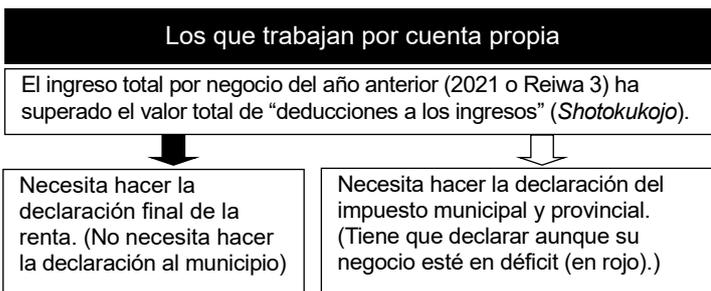 Los que trabajan por cuenta propia
El ingreso total por negocio del año anterior (2021 o Reiwa 3) ha
superado el valor total de “deducciones a los ingresos” (Shotokukojo).
Necesita hacer la
declaración final de la
renta. (No necesita hacer
la declaración al municipio)
Necesita hacer la declaración del
impuesto municipal y provincial.
(Tiene que declarar aunque su
negocio esté en déficit (en rojo).)